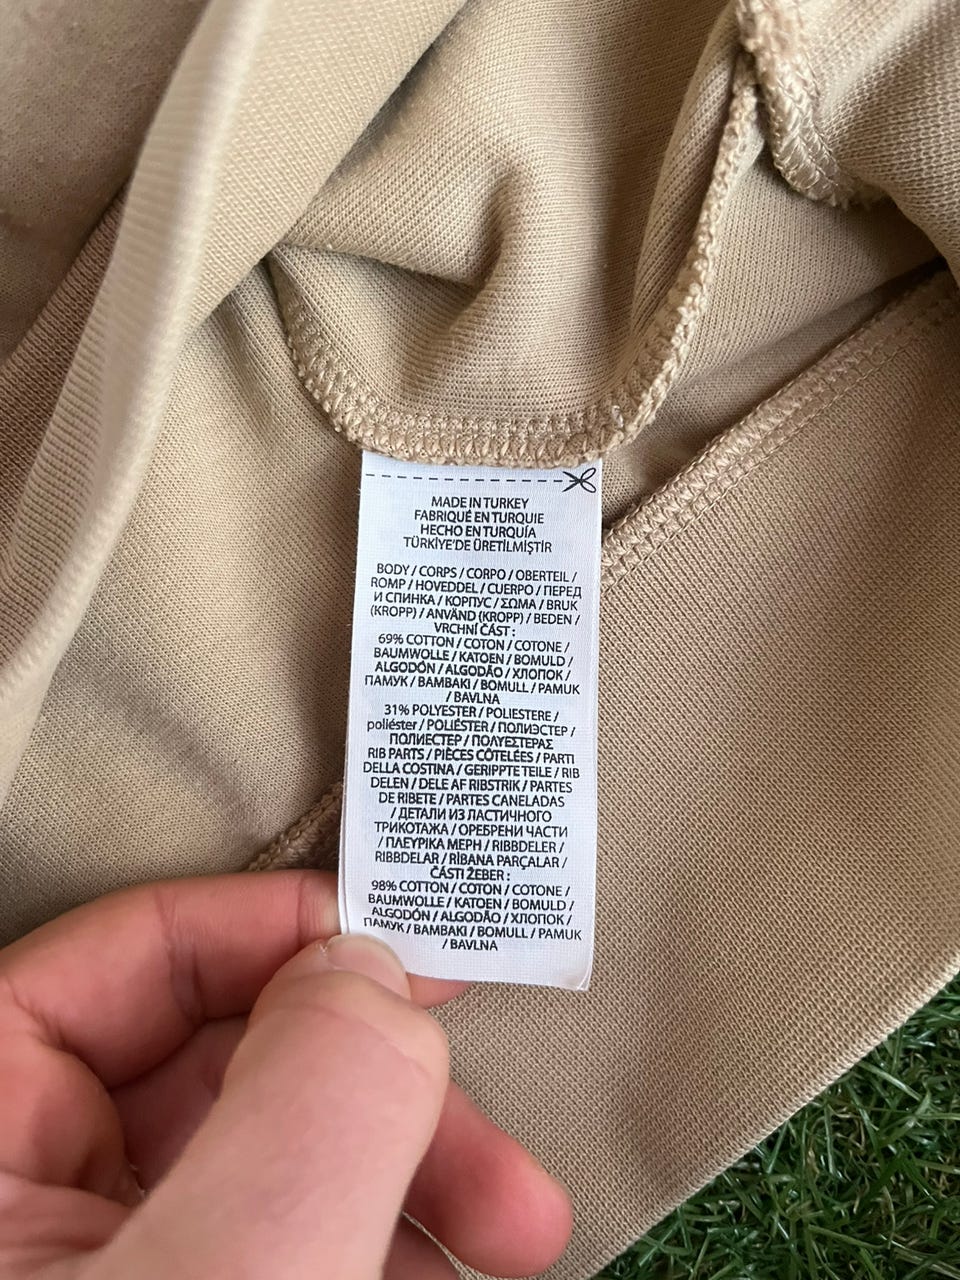 MADE IN TURKEY
FABRIQUÉ EN TURQUIE
HECHO EN TURQUÍA
TÜRKİYE'DE ÜRETİLMİŞTİR
BODY / CORPS / CORPO / OBERTEIL /
ROMP / HOVEDDEL / CUERPO / ПЕРЕД
И СПИНКА / КОРПУС / ΣΩΜΑ / BRUK
(KROPP) / ANVÄND (KROPP) / BEDEN /
VRCHNÍ ČÁST :
69% COTTON / COTON / COTONE /
BAUMWOLLE / KATOEN / BOMULD /
ALGODÓN / ALGODÃO / ХЛОПОК /
ПАМУК / ΒΑΜΒΑΚΙ / BOMULL / PAMUK
/ BAVLNA
31% POLYESTER / POLIESTERE /
poliéster / POLIÉSTER / ПОЛИЭСТЕР /
ПОЛИЕСТЕР / ΠΟΛΥΕΣΤΕΡΑΣ
RIB PARTS / PIÈCES CÔTELÉES / PARTI
DELLA COSTINA / GERIPPTE TEILE / RIB
DELEN / DELE AF RIBSTRIK / PARTES
DE RIBETE / PARTES CANELADAS
/ ДЕТАЛИ ИЗ ЛАСТИЧНОГО
ТРИКОТАЖА / ОРЕБРЕНИ ЧАСТИ
/ ΠΛΕΥΡΙΚΑ ΜΕΡΗ / RIBBDELER /
RIBBDELAR / RİBANA PARÇALAR /
ČÁSTI ŽEBER :
98% COTTON / COTON / COTONE /
BAUMWOLLE / KATOEN / BOMULD /
ALGODÓN / ALGODÃO / ХЛОПОК /
ПАМУК / ΒΑΜΒΑΚΙ / BOMULL / PAMUK
/ BAVLNA